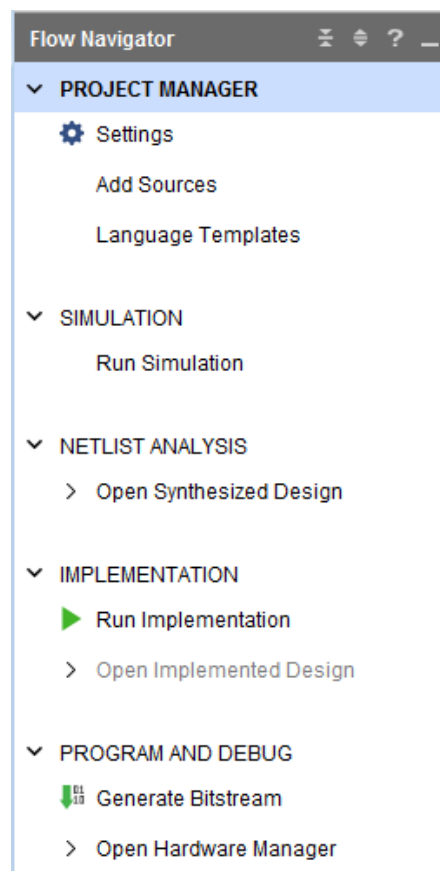 Flow Navigator ?
PROJECT MANAGER
Settings
Add Sources
Language Templates
SIMULATION
Run Simulation
NETLIST ANALYSIS
Open Synthesized Design
IMPLEMENTATION
Run Implementation
Open Implemented Design
PROGRAM AND DEBUG
Generate Bitstream
Open Hardware Manager